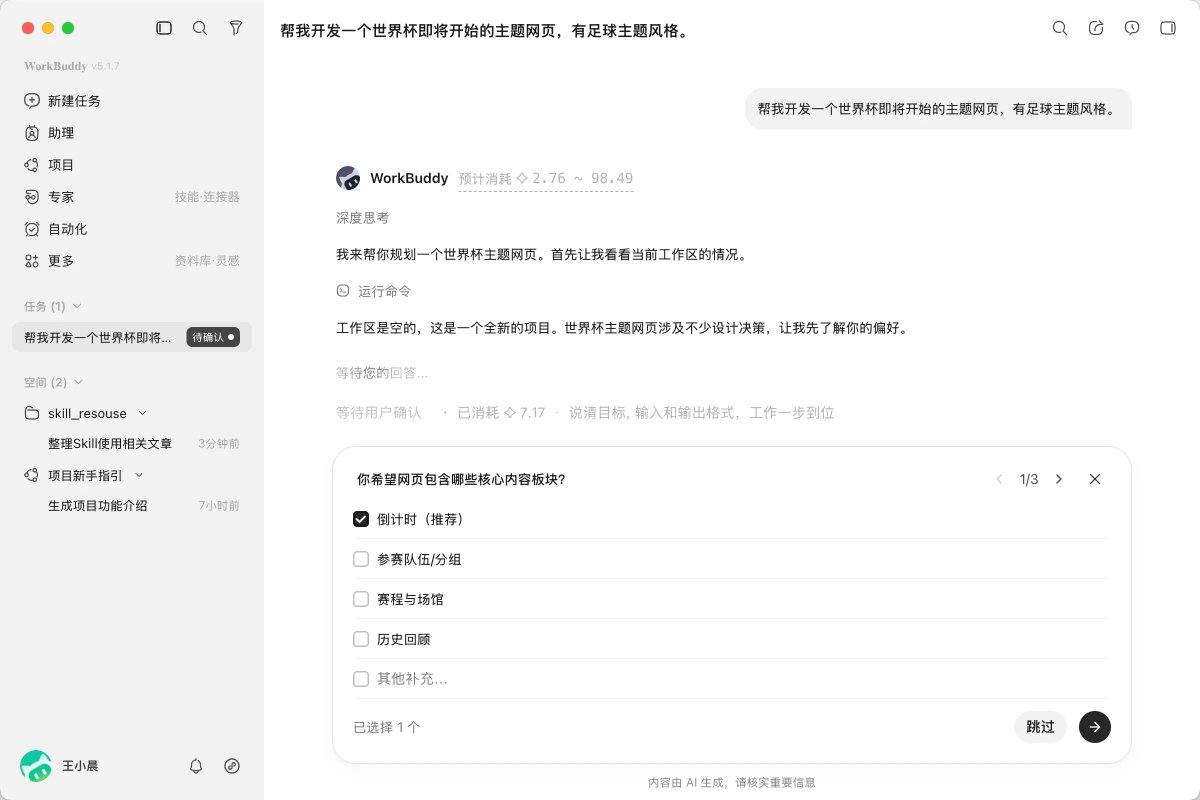 WorkBuddy v5.1.7
新建任务
助理
项目
专家 技能·连接器
自动化
更多 资料库·灵感
任务 (1)
帮我开发一个世界杯即将... 待确认
空间 (2)
skill_resouse
整理Skill使用相关文章 3分钟前
项目新手指引
生成项目功能介绍 7小时前
王小晨
帮我开发一个世界杯即将开始的主题网页，有足球主题风格。
帮我开发一个世界杯即将开始的主题网页，有足球主题风格。
WorkBuddy 预计消耗 2.76 ~ 98.49
深度思考
我来帮你规划一个世界杯主题网页。首先让我看看当前工作区的情况。
运行命令
工作区是空的，这是一个全新的项目。世界杯主题网页涉及不少设计决策，让我先了解你的偏好。
等待您的回答...
等待用户确认 · 已消耗 7.17 · 说清目标, 输入和输出格式，工作一步到位
你希望网页包含哪些核心内容板块? 1/3
倒计时（推荐）
参赛队伍/分组
赛程与场馆
历史回顾
其他补充...
已选择 1 个 跳过
内容由 AI 生成，请核实重要信息